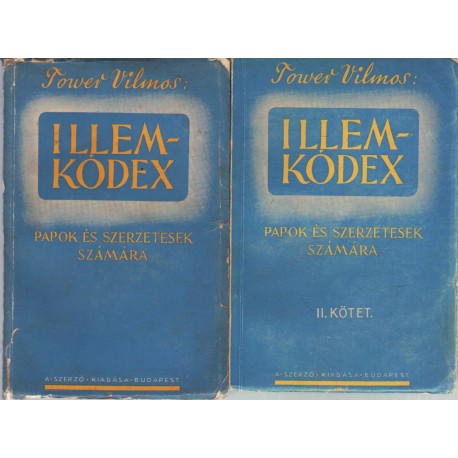 Tower Vilmos:
ILLEM-
KÓDEX
PAPOK ÉS SZERZETESEK
SZÁMÁRA
A·SZERZŐ·KIADÁSA·BUDAPEST
Tower Vilmos:
ILLEM-
KÓDEX
PAPOK ÉS SZERZETESEK
SZÁMÁRA
II. KÖTET.
A·SZERZŐ·KIADÁSA·BUDAPEST